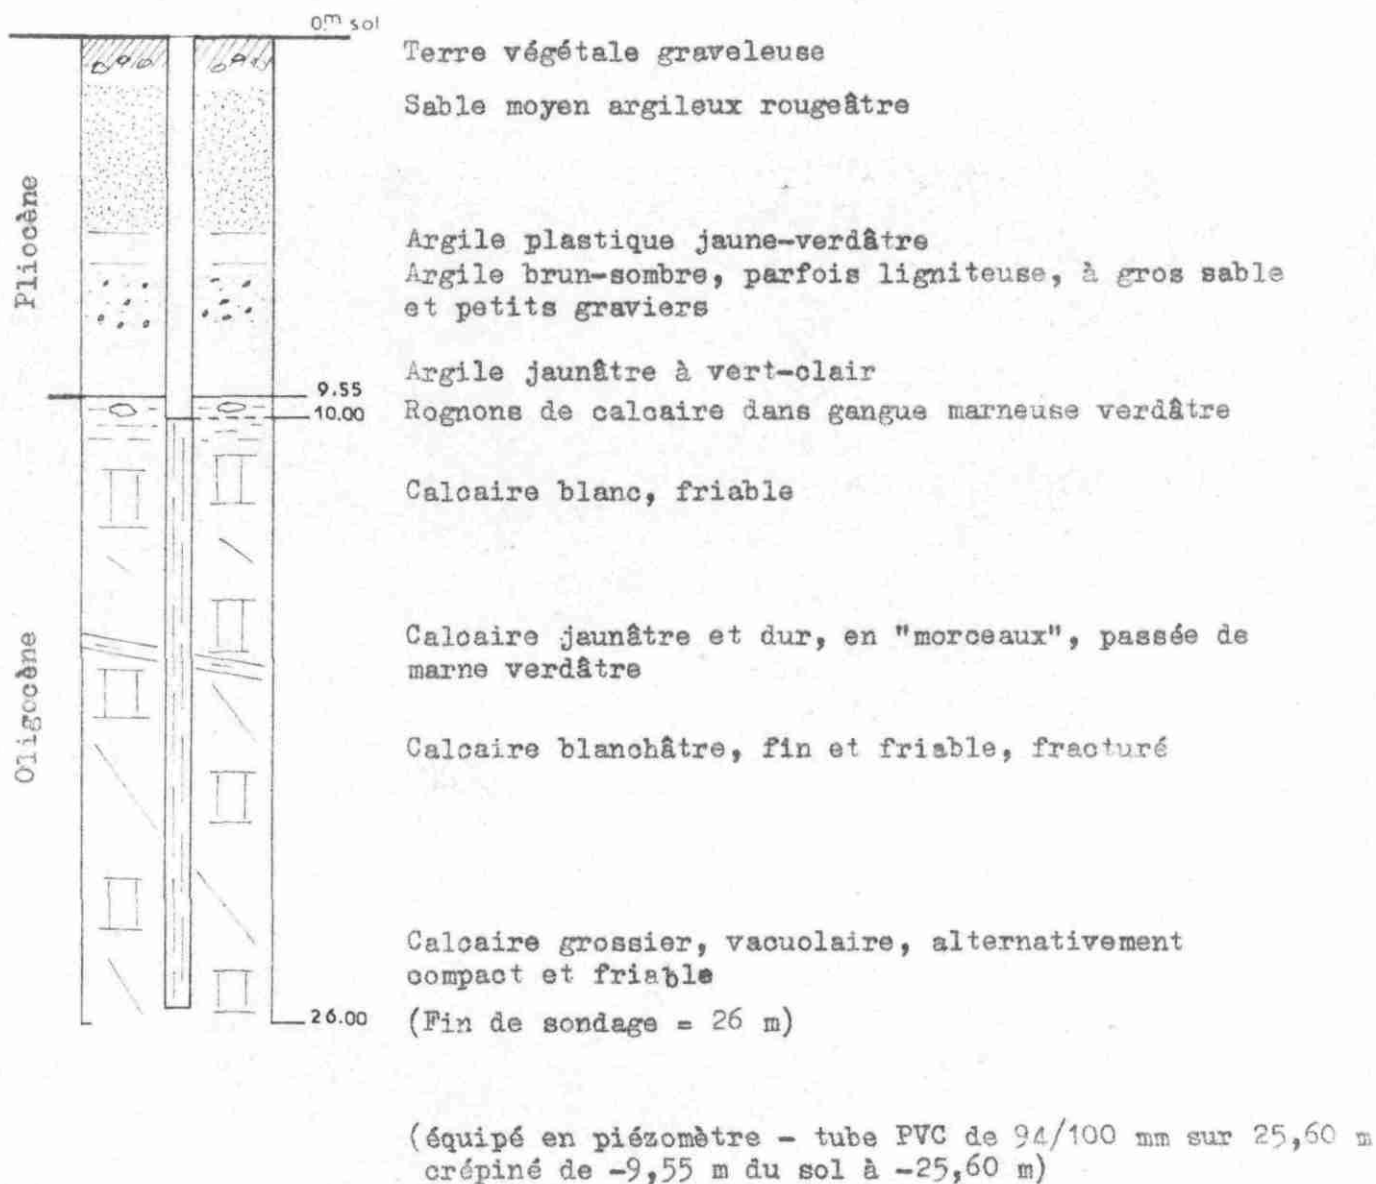 0m sol
Terre végétale graveleuse
Sable moyen argileux rougeâtre
Pliocène
Argile plastique jaune-verdâtre
Argile brun-sombre, parfois ligniteuse, à gros sable
et petits graviers
Argile jaunâtre à vert-clair
9.55
10.00
Rognons de calcaire dans gangue marneuse verdâtre
Calcaire blanc, friable
Oligocène
Calcaire jaunâtre et dur, en "morceaux", passée de
marne verdâtre
Calcaire blanchâtre, fin et friable, fracturé
Calcaire grossier, vacuolaire, alternativement
compact et friable
26.00
(Fin de sondage = 26 m)
(équipé en piézomètre - tube PVC de 94/100 mm sur 25,60 m
crépiné de -9,55 m du sol à -25,60 m)